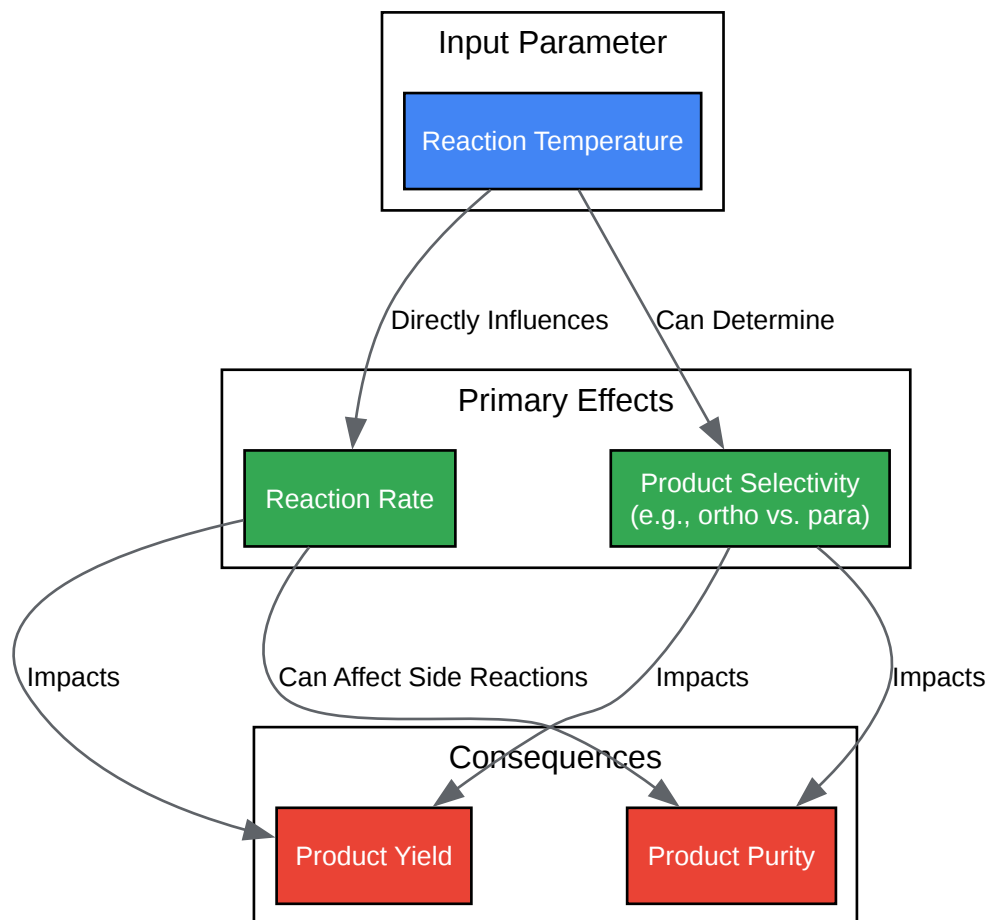 Input Parameter
Reaction Temperature
Directly Influences
Can Determine
Primary Effects
Reaction Rate
Product Selectivity
(e.g., ortho vs. para)
Impacts
Can Affect Side Reactions
Impacts
Impacts
Consequences
Product Yield
Product Purity